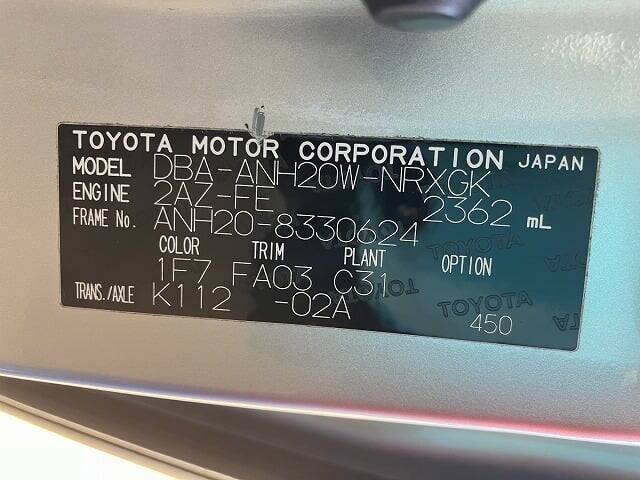 TOYOTA MOTOR CORPORATION JAPAN
MODEL DBA-ANH20W-NRXGK
ENGINE 2AZ-FE 2362 mL
FRAME No. ANH20-8330624
COLOR TRIM PLANT OPTION
1F7 FA03 C31
TRANS./AXLE K112 -02A
450
TOYOTA
TOYOTA